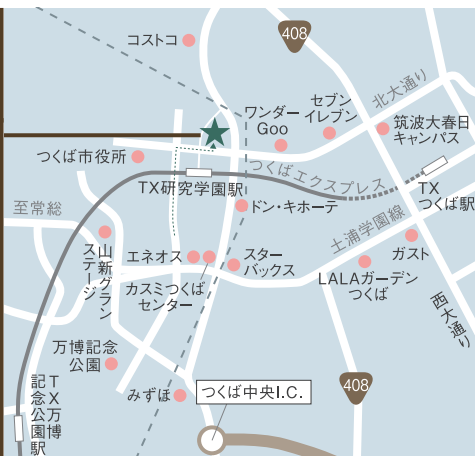 コストコ
408
北大通り
セブン
イレブン
ワンダー
Goo
筑波大春日
キャンパス
つくば市役所
つくばエクスプレス
TX研究学園駅
TX
つくば駅
ドン・キホーテ
至常総
土浦学園線
山新グラン
ステージ
エネオス
スター
バックス
ガスト
カスミつくば
センター
LALAガーデン
つくば
西大通り
万博記念
公園
みずほ
つくば中央I.C.
408
TX万博
記念公園駅